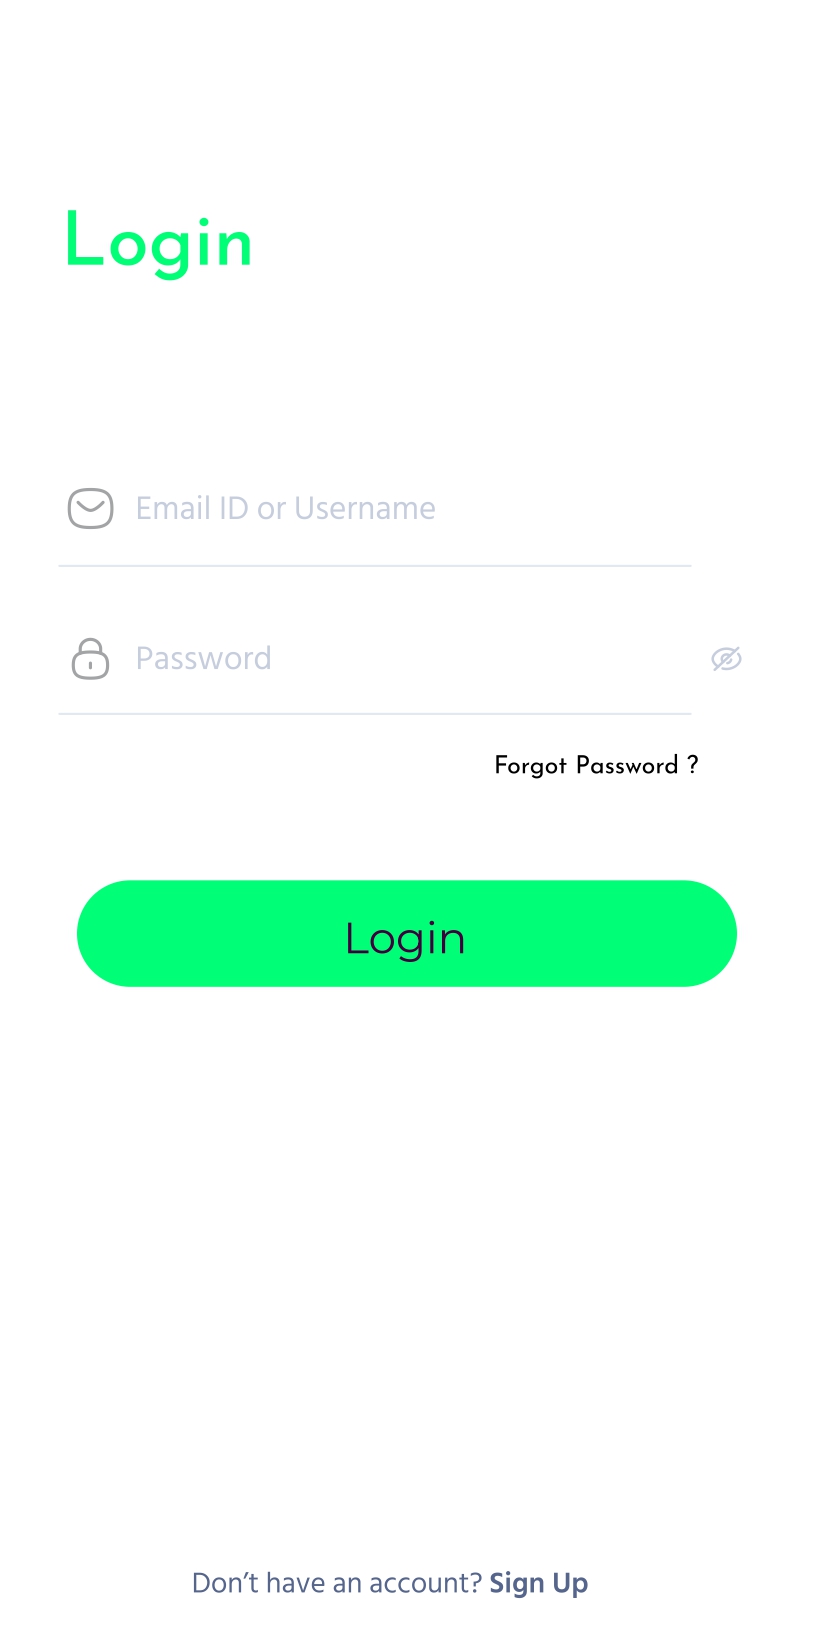 Login
Email ID or Username
Password
Forgot Password ?
Login
Don’t have an account? Sign Up